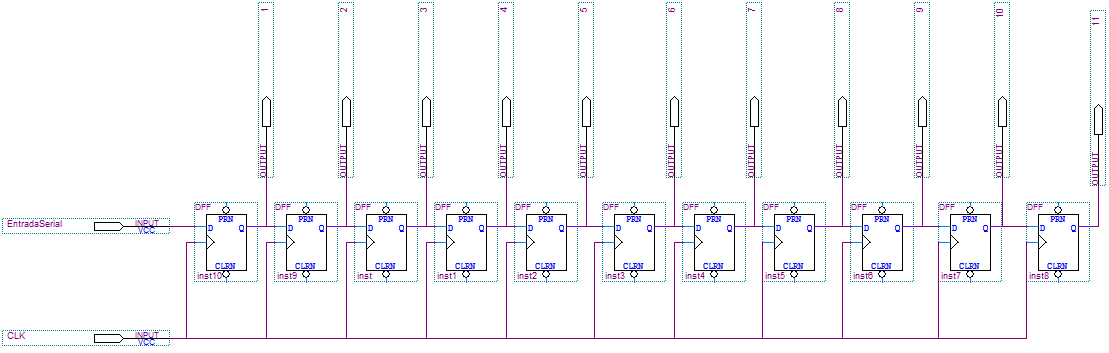 1 2 3 4 5 6 7 8 9 10 11
OUTPUT OUTPUT OUTPUT OUTPUT OUTPUT OUTPUT OUTPUT OUTPUT OUTPUT OUTPUT OUTPUT
DFF DFF DFF DFF DFF DFF DFF DFF DFF DFF DFF
PRN PRN PRN PRN PRN PRN PRN PRN PRN PRN PRN
EntradaSerial INPUT
VCC
D Q D Q D Q D Q D Q D Q D Q D Q D Q D Q D Q
CLRN CLRN CLRN CLRN CLRN CLRN CLRN CLRN CLRN CLRN CLRN
inst10 inst9 inst inst1 inst2 inst3 inst4 inst5 inst6 inst7 inst8
CLK INPUT
VCC